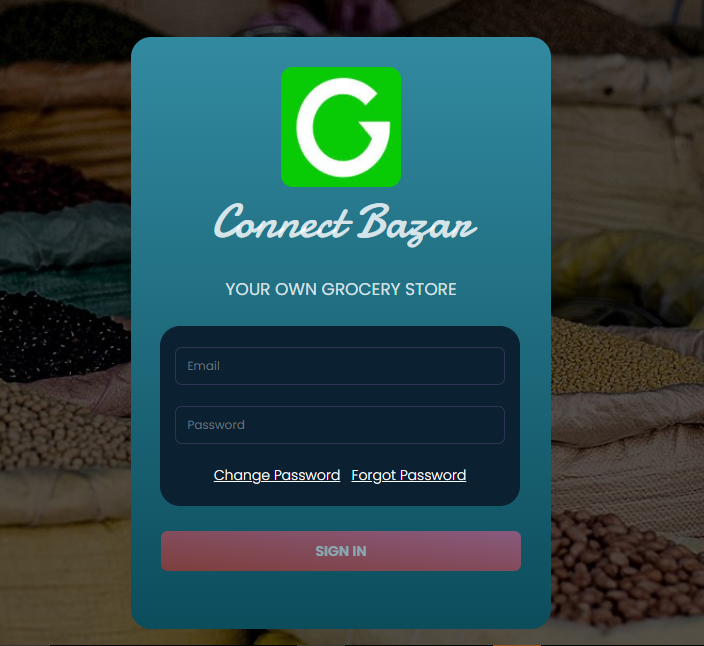 G
Connect Bazar
YOUR OWN GROCERY STORE
Email
Password
Change Password Forgot Password
SIGN IN